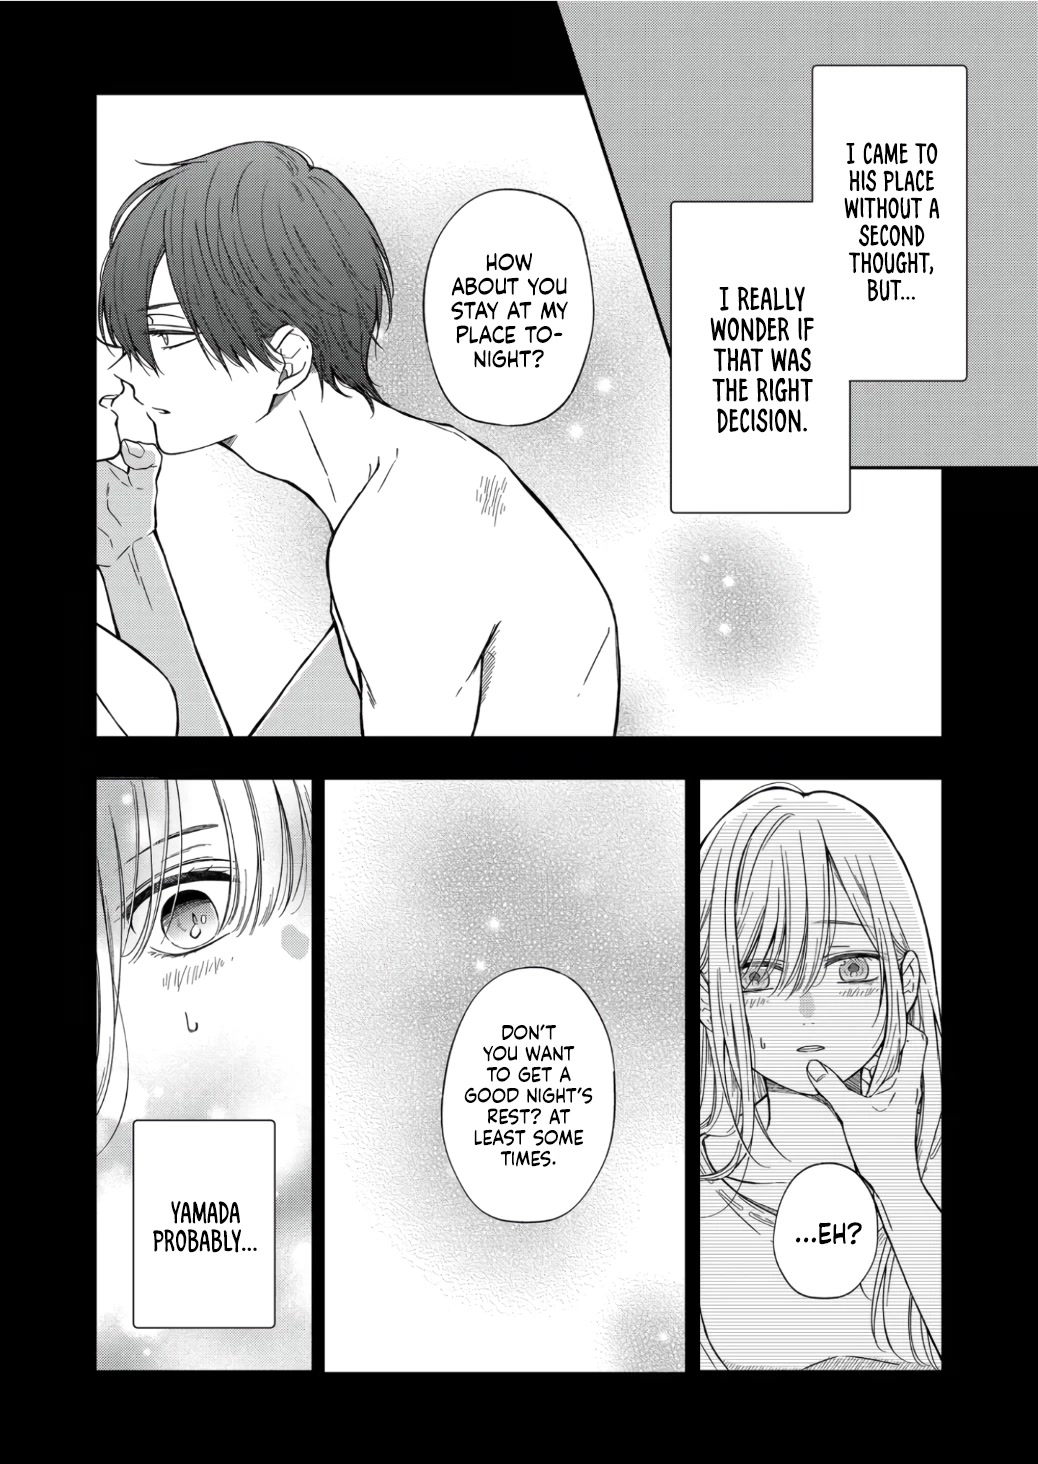 I CAME TO
HIS PLACE
WITHOUT A
SECOND
THOUGHT,
BUT...
I REALLY
WONDER IF
THAT WAS
THE RIGHT
DECISION.
HOW
ABOUT YOU
STAY AT MY
PLACE TO-
NIGHT?
...EH?
DON'T
YOU WANT
TO GET A
GOOD NIGHT'S
REST? AT
LEAST SOME
TIMES.
YAMADA
PROBABLY...